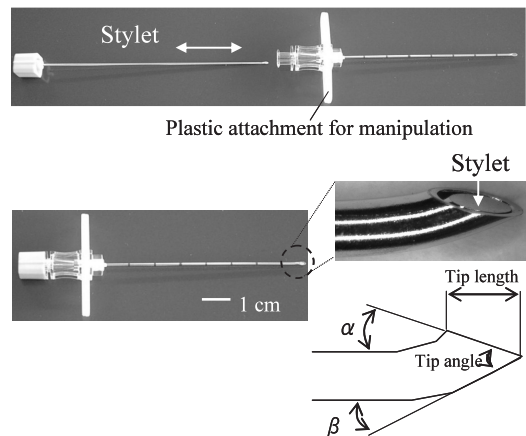 Stylet
Plastic attachment for manipulation
Stylet
1 cm
Tip length
α
Tip angle
β